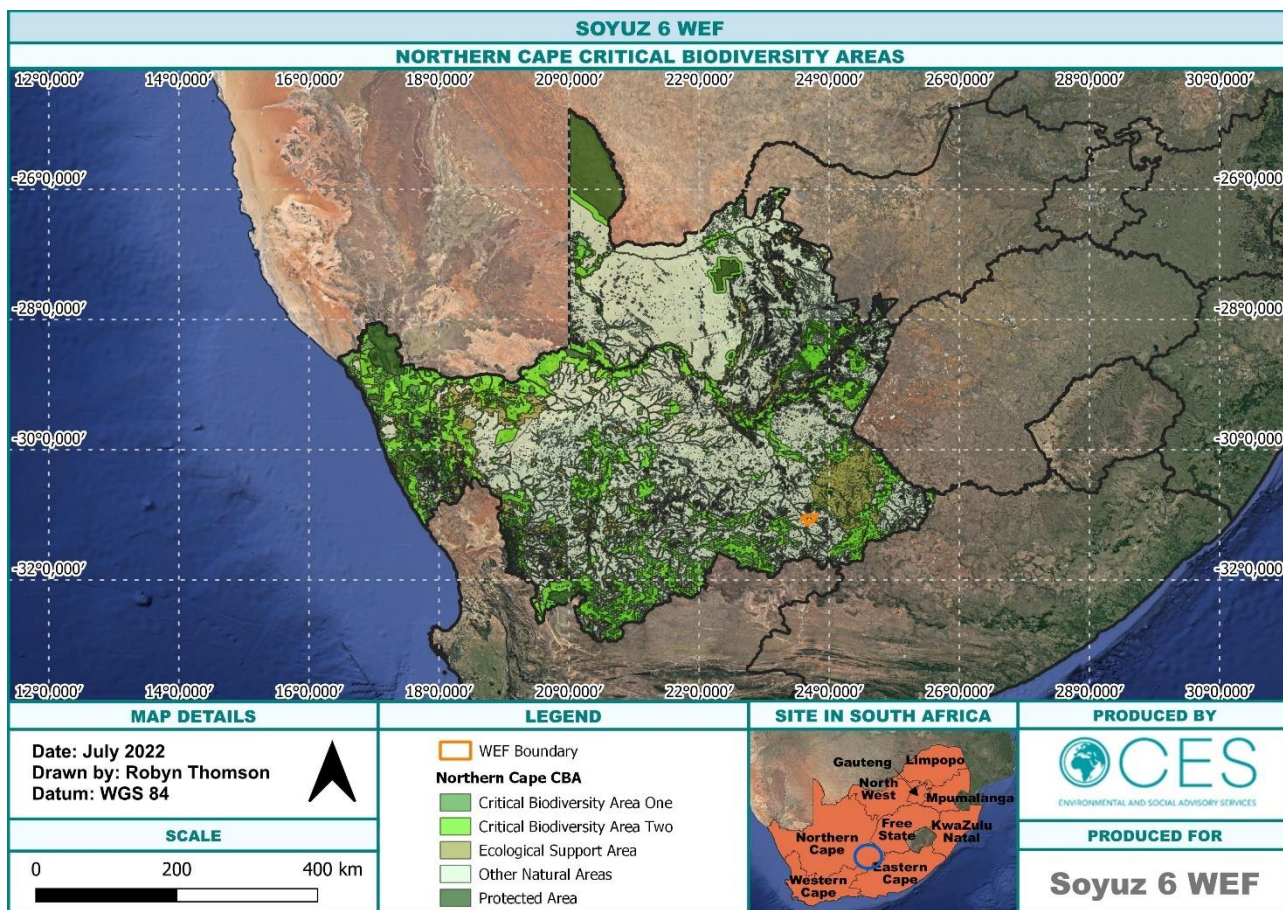 SOYUZ 6 WEF
NORTHERN CAPE CRITICAL BIODIVERSITY AREAS
12°0,000′ 14°0,000′ 16°0,000′ 18°0,000′ 20°0,000′ 22°0,000′ 24°0,000′ 26°0,000′ 28°0,000′ 30°0,000′
-26°0,000′ -26°0,000′
-28°0,000′ -28°0,000′
-30°0,000′ -30°0,000′
-32°0,000′ -32°0,000′
12°0,000′ 14°0,000′ 16°0,000′ 18°0,000′ 20°0,000′ 22°0,000′ 24°0,000′ 26°0,000′ 28°0,000′ 30°0,000′
MAP DETAILS
Date: July 2022
Drawn by: Robyn Thomson
Datum: WGS 84
SCALE
0 200 400 km
LEGEND
WEF Boundary
Northern Cape CBA
Critical Biodiversity Area One
Critical Biodiversity Area Two
Ecological Support Area
Other Natural Areas
Protected Area
SITE IN SOUTH AFRICA
Gauteng
Limpopo
North
West
Mpumalanga
Free
State
KwaZulu
Natal
Northern
Cape
Eastern
Cape
Western
Cape
PRODUCED BY
CES
ENVIRONMENTAL AND SOCIAL ADVISORY SERVICES
PRODUCED FOR
Soyuz 6 WEF